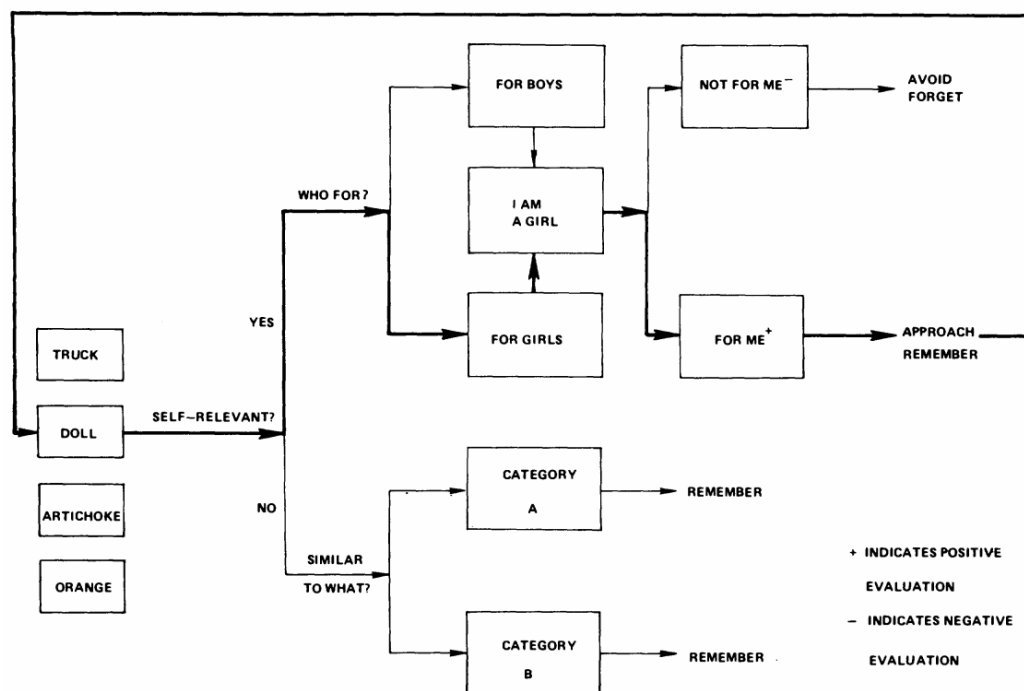 FOR BOYS
NOT FOR ME−
AVOID
FORGET
WHO FOR?
I AM
A GIRL
YES
FOR GIRLS
FOR ME+
APPROACH
REMEMBER
TRUCK
DOLL
SELF–RELEVANT?
ARTICHOKE
ORANGE
NO
SIMILAR
TO WHAT?
CATEGORY
A
REMEMBER
CATEGORY
B
REMEMBER
+ INDICATES POSITIVE
EVALUATION
− INDICATES NEGATIVE
EVALUATION